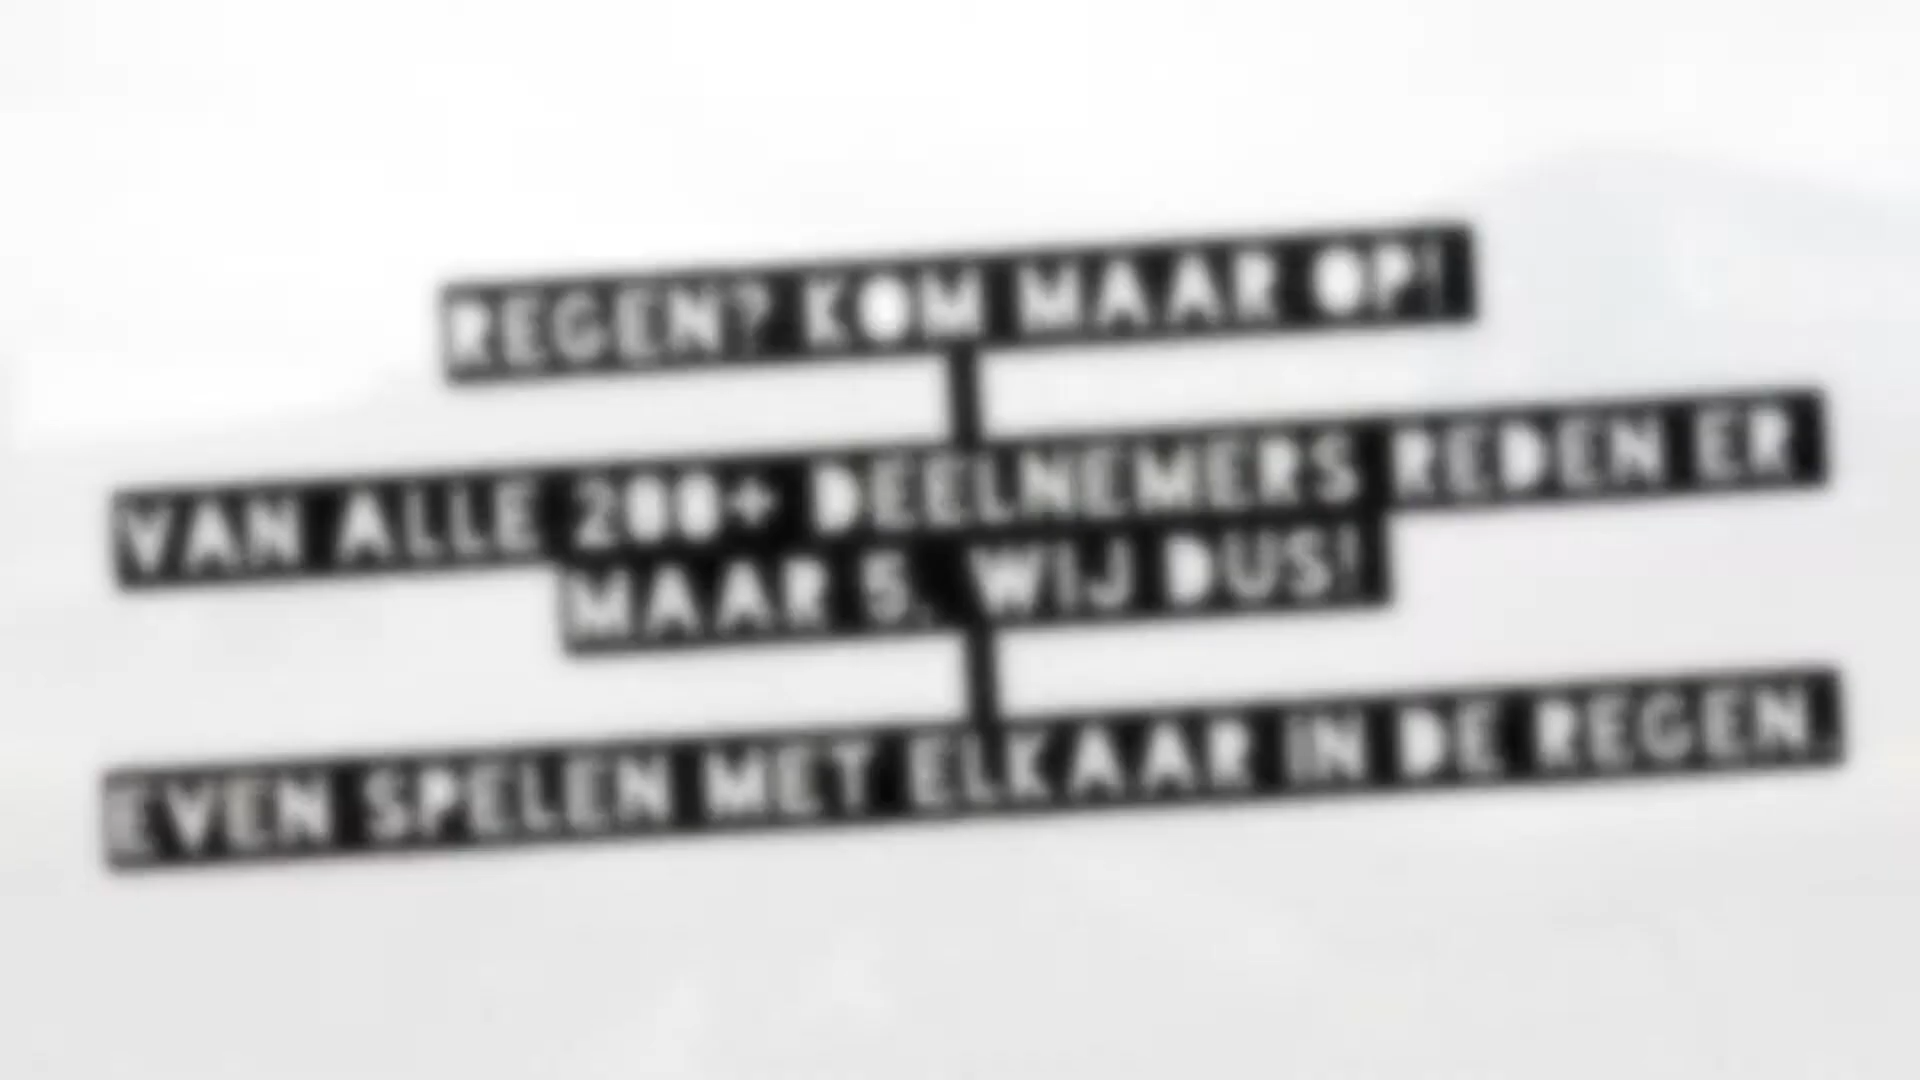 REGEN? KOM MAAR OP!
VAN ALLE 200+ DEELNEMERS REDEN ER
MAAR 5. WIJ DUS!
EVEN SPELEN MET ELKAAR IN DE REGEN.